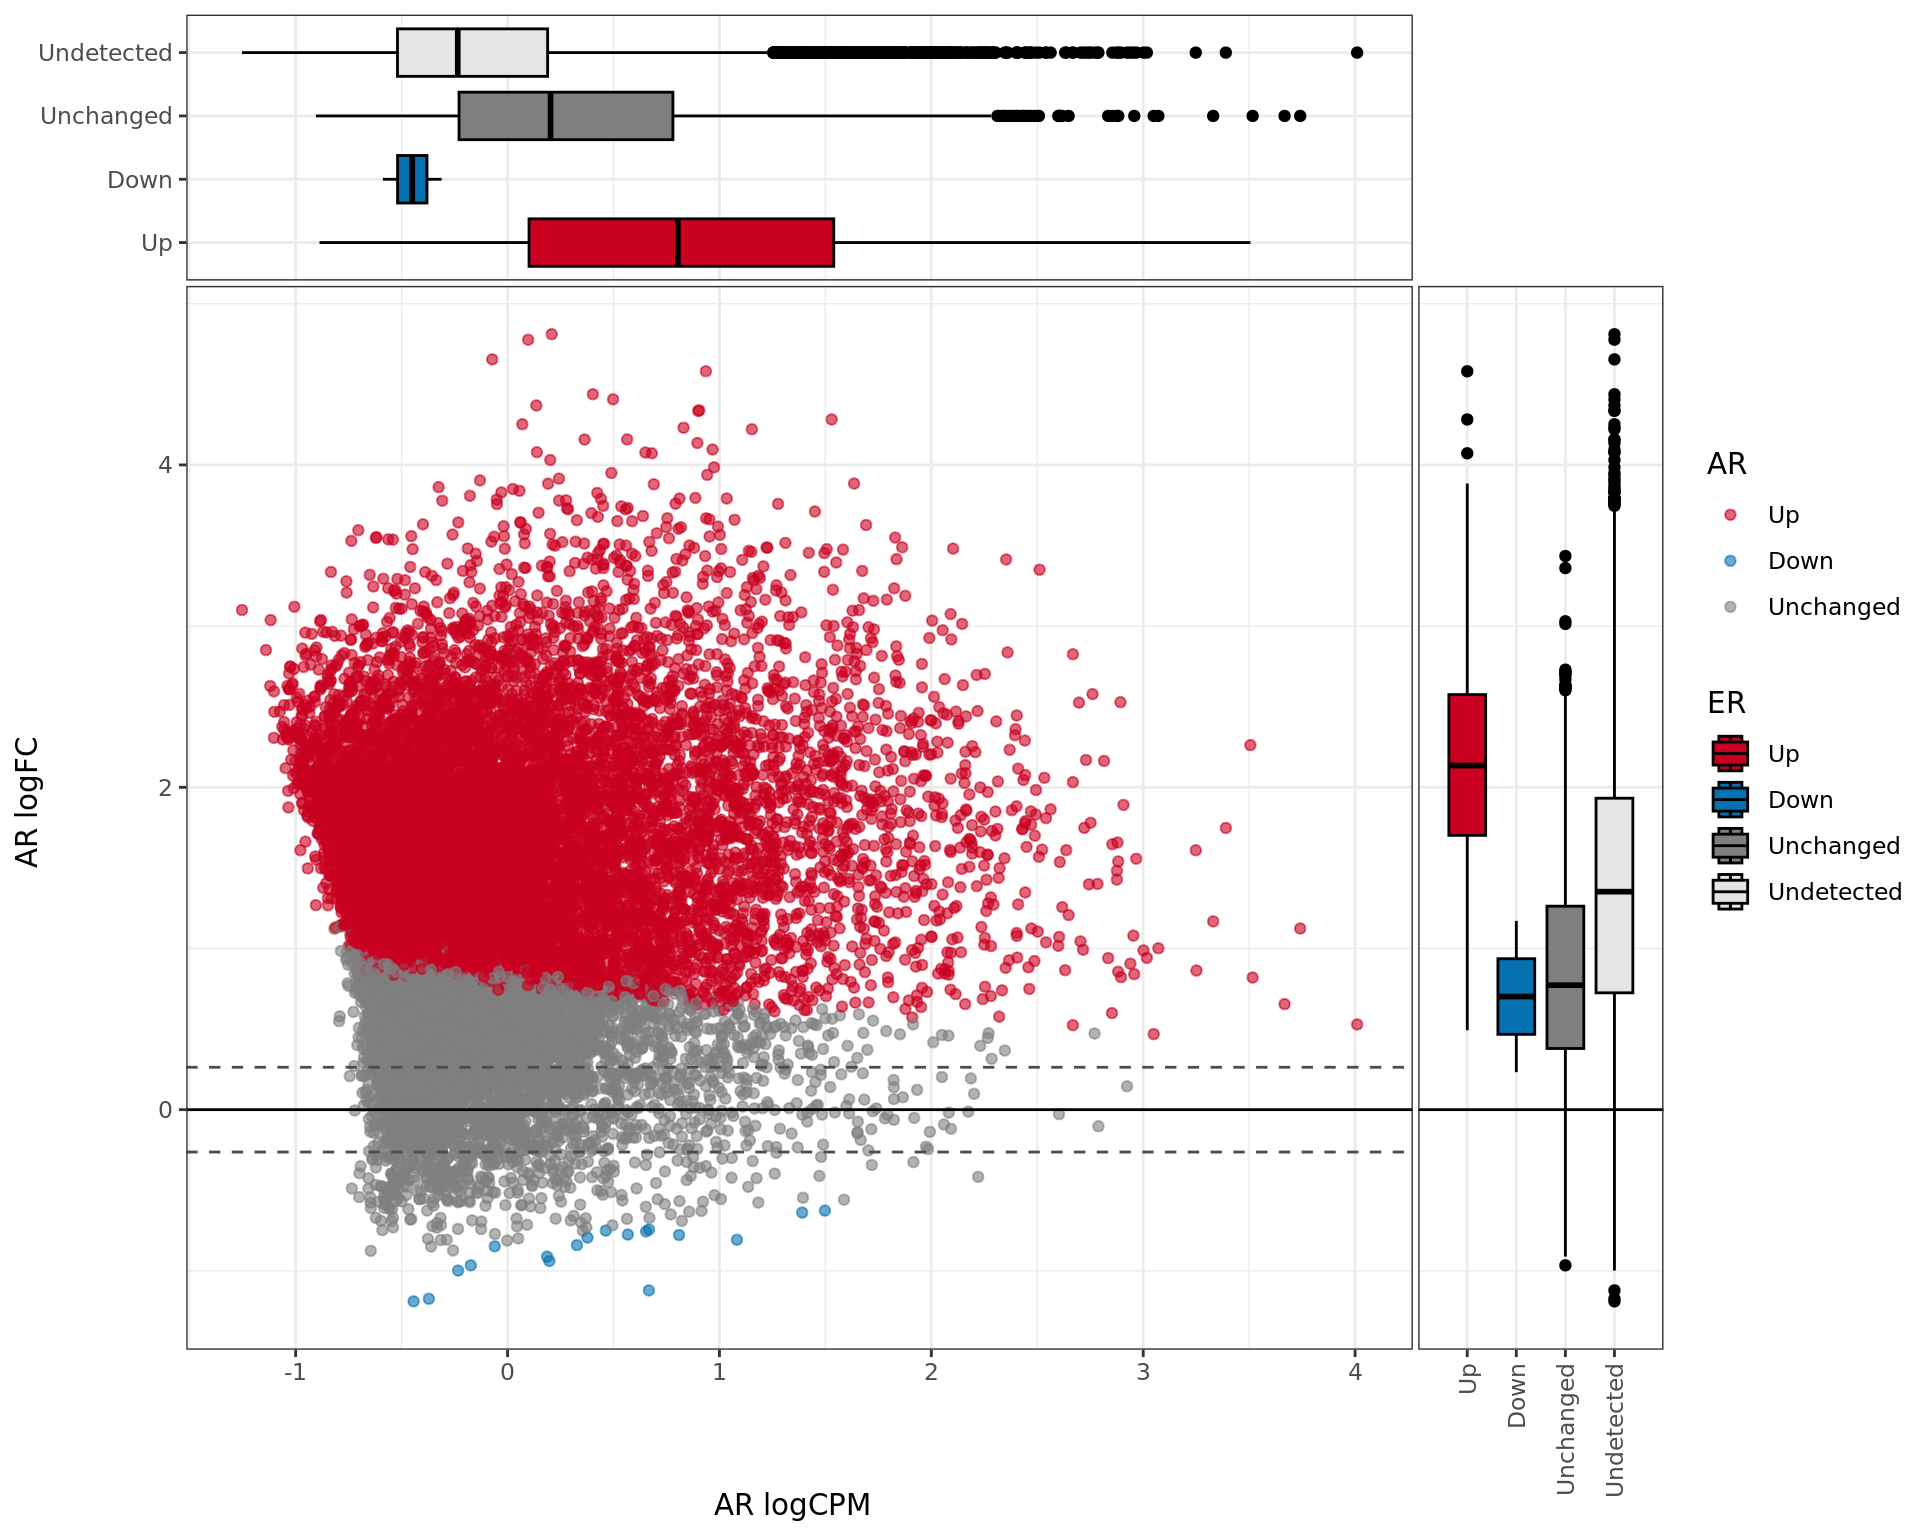 Undetected
Unchanged
Down
Up
4
2
0
AR logFC
-1
0
1
2
3
4
AR logCPM
Up
Down
Unchanged
Undetected
AR
Up
Down
Unchanged
ER
Up
Down
Unchanged
Undetected